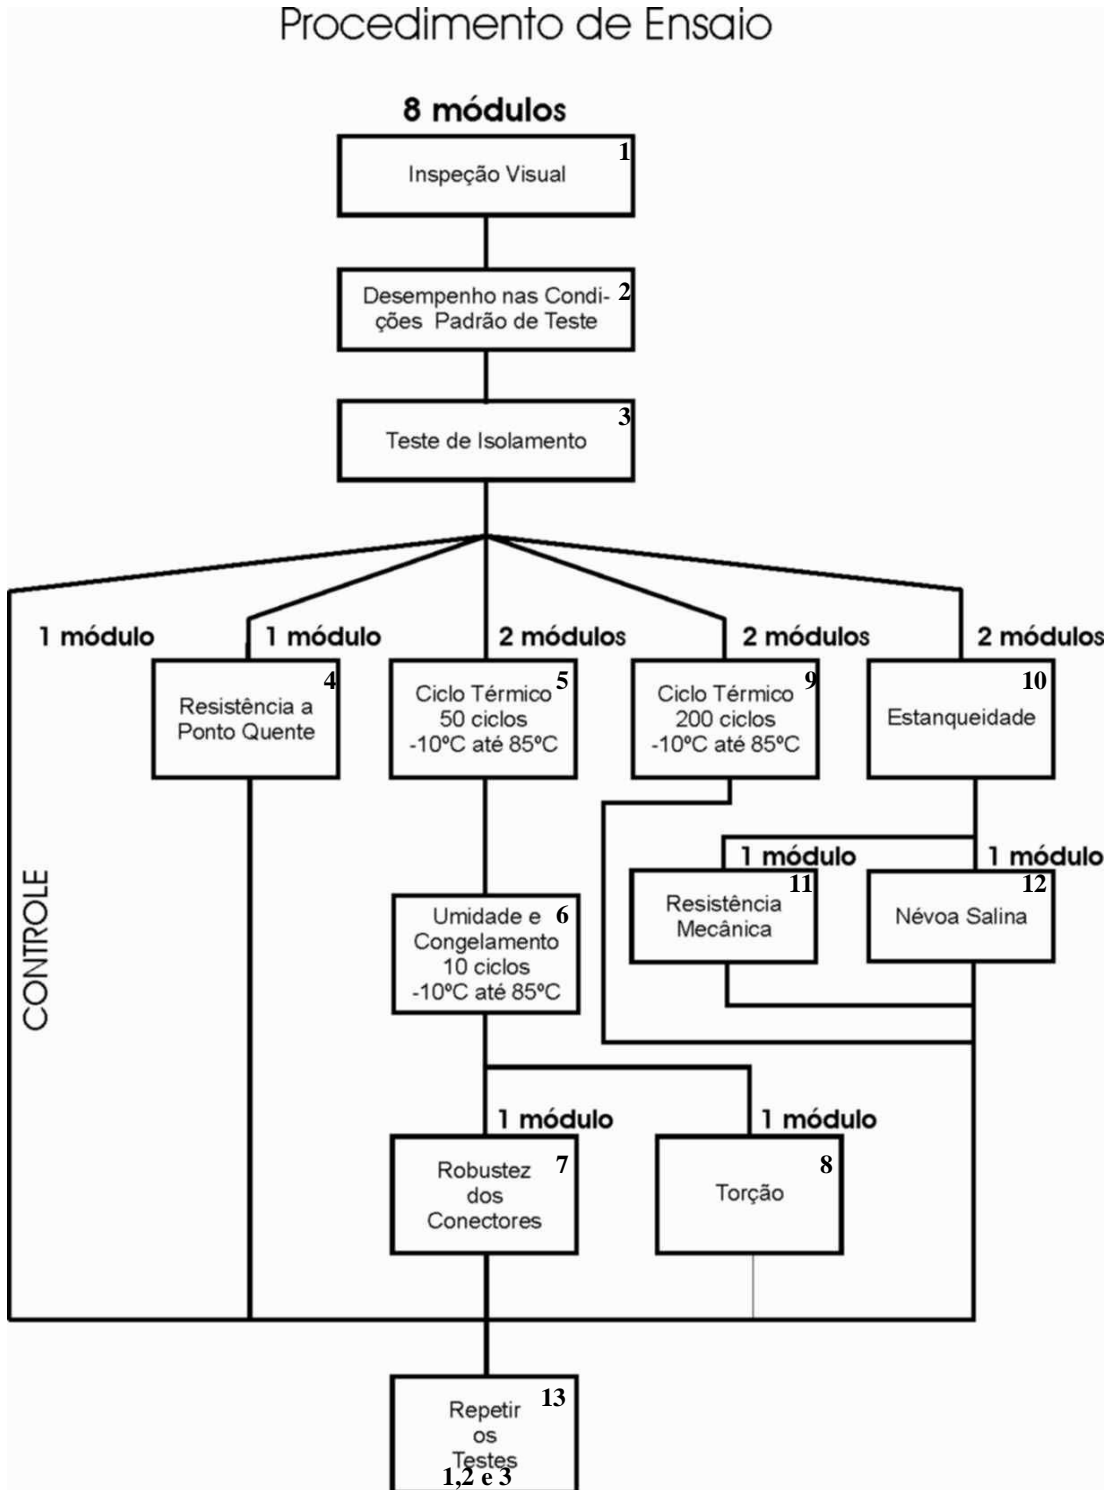 Procedimento de Ensaio
8 módulos
1
Inspeção Visual
2
Desempenho nas Condi-
ções Padrão de Teste
3
Teste de Isolamento
1 módulo
1 módulo
2 módulos
2 módulos
2 módulos
4
Resistência a
Ponto Quente
5
Ciclo Térmico
50 ciclos
-10ºC até 85ºC
9
Ciclo Térmico
200 ciclos
-10ºC até 85ºC
10
Estanqueidade
1 módulo
1 módulo
11
Resistência
Mecânica
12
Névoa Salina
CONTROLE
6
Umidade e
Congelamento
10 ciclos
-10ºC até 85ºC
1 módulo
1 módulo
7
Robustez
dos
Conectores
8
Torção
13
Repetir
os
Testes
1,2 e 3